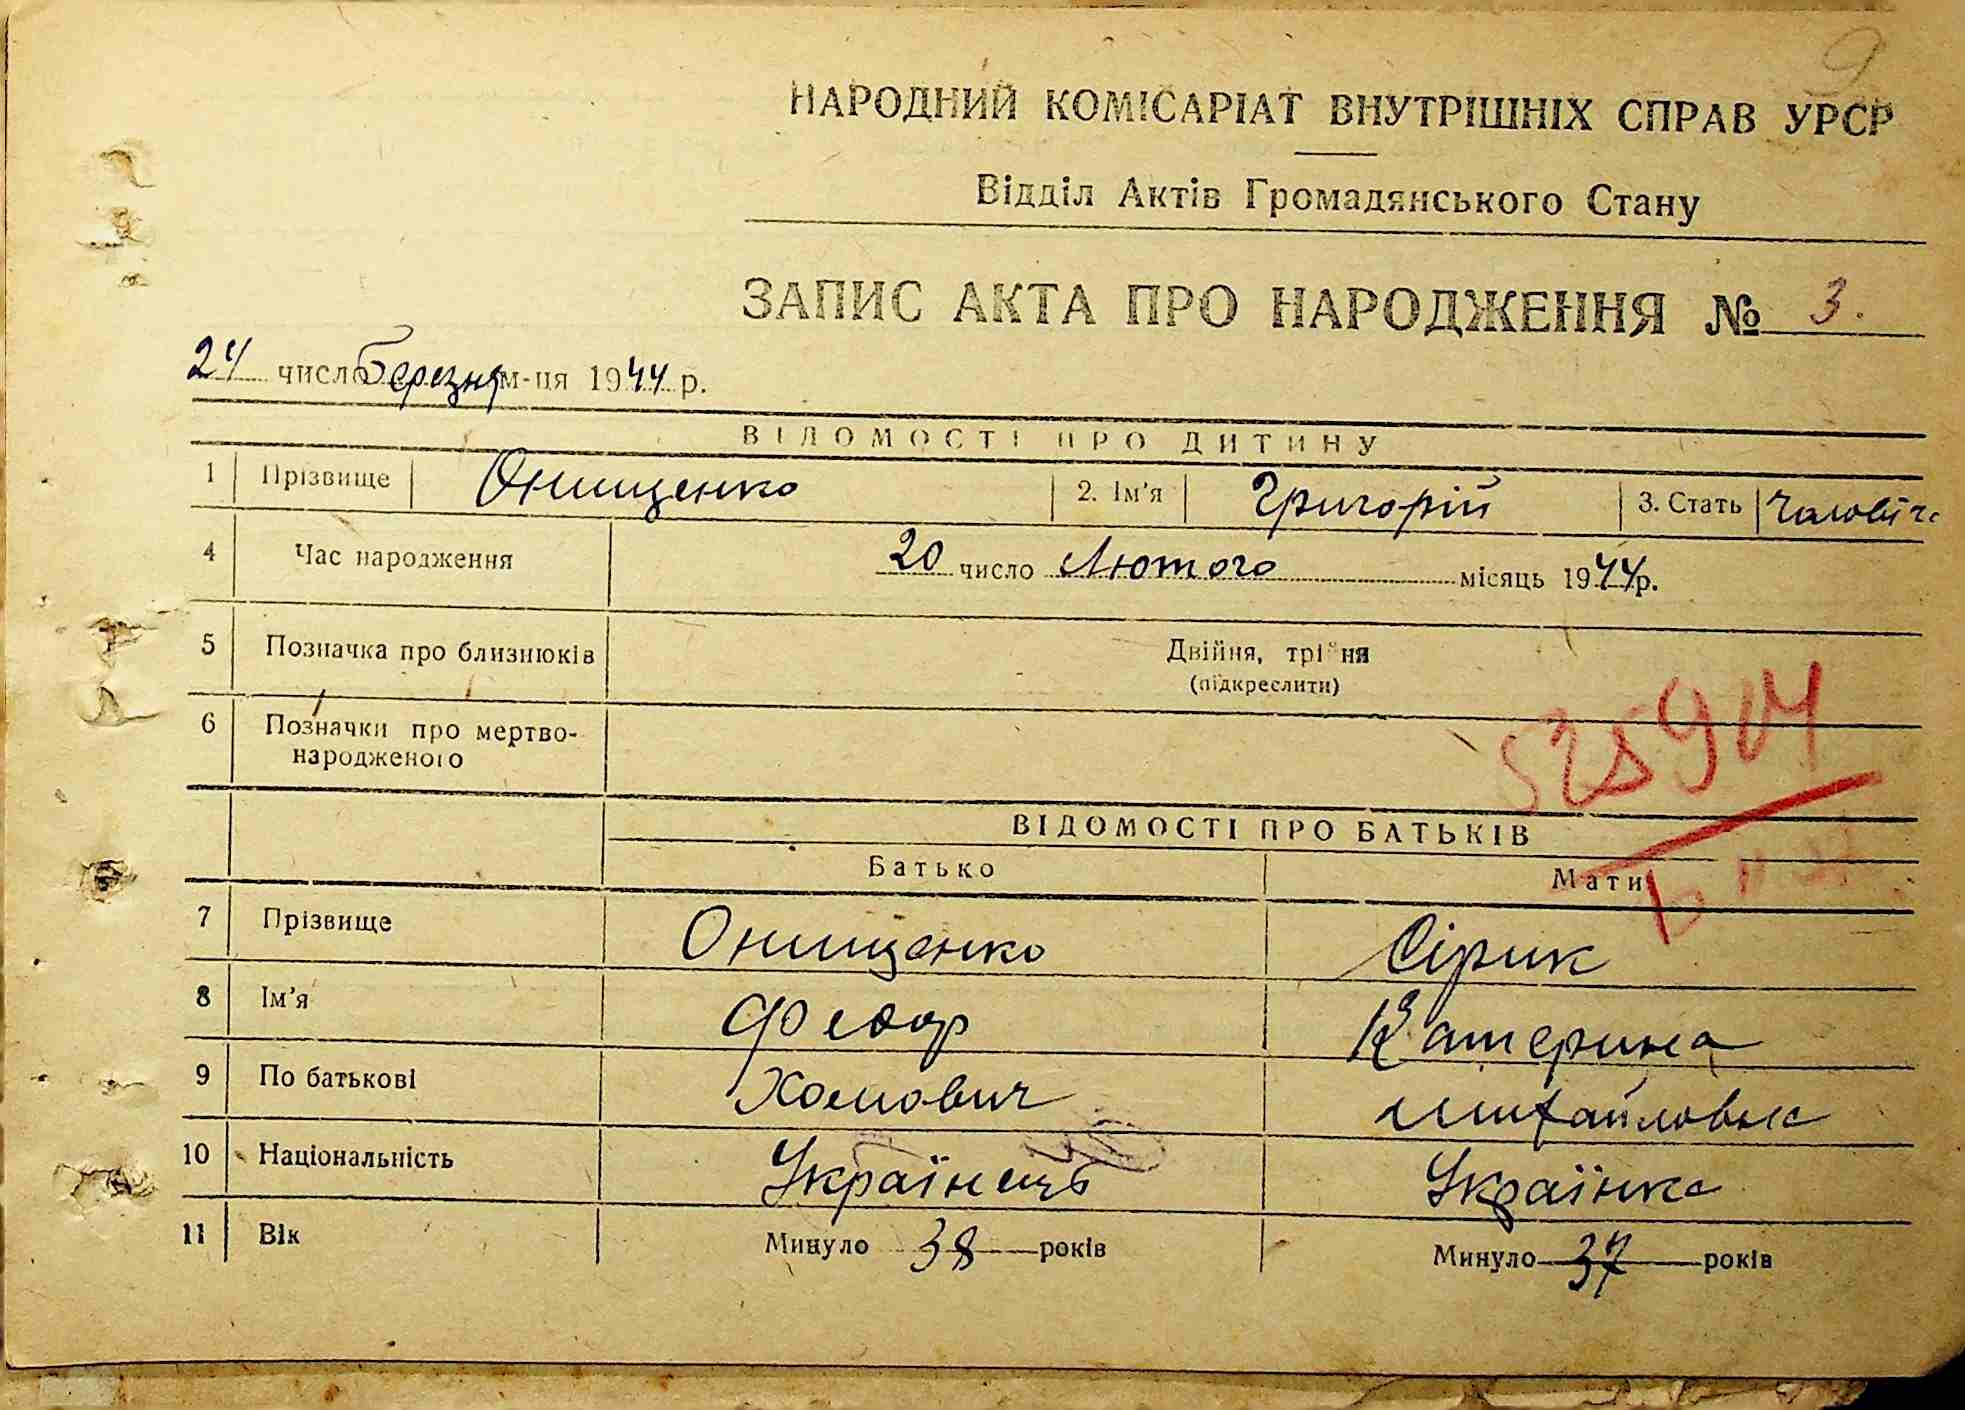 9
НАРОДНИЙ КОМІСАРІАТ ВНУТРІШНІХ СПРАВ УРСР
Відділ Актів Громадянського Стану
ЗАПИС АКТА ПРО НАРОДЖЕННЯ № 3.
24 число Березня м-ця 1944 р.
ВІДОМОСТІ ПРО ДИТИНУ
1 Прізвище Онищенко 2. Ім'я Григорій 3. Стать
4 Час народження 20 число Лютого місяць 1944 р.
5 Позначка про близнюків Двійня, трійня
(підкреслити)
6 Позначки про мертво-
народженого
525904
ВІДОМОСТІ ПРО БАТЬКІВ
Батько Мати
7 Прізвище Онищенко Сірик
8 Ім'я Федор Катерина
9 По батькові Хомович Михайловна
10 Національність Українець Українка
11 Вік Минуло 38 років Минуло 37 років